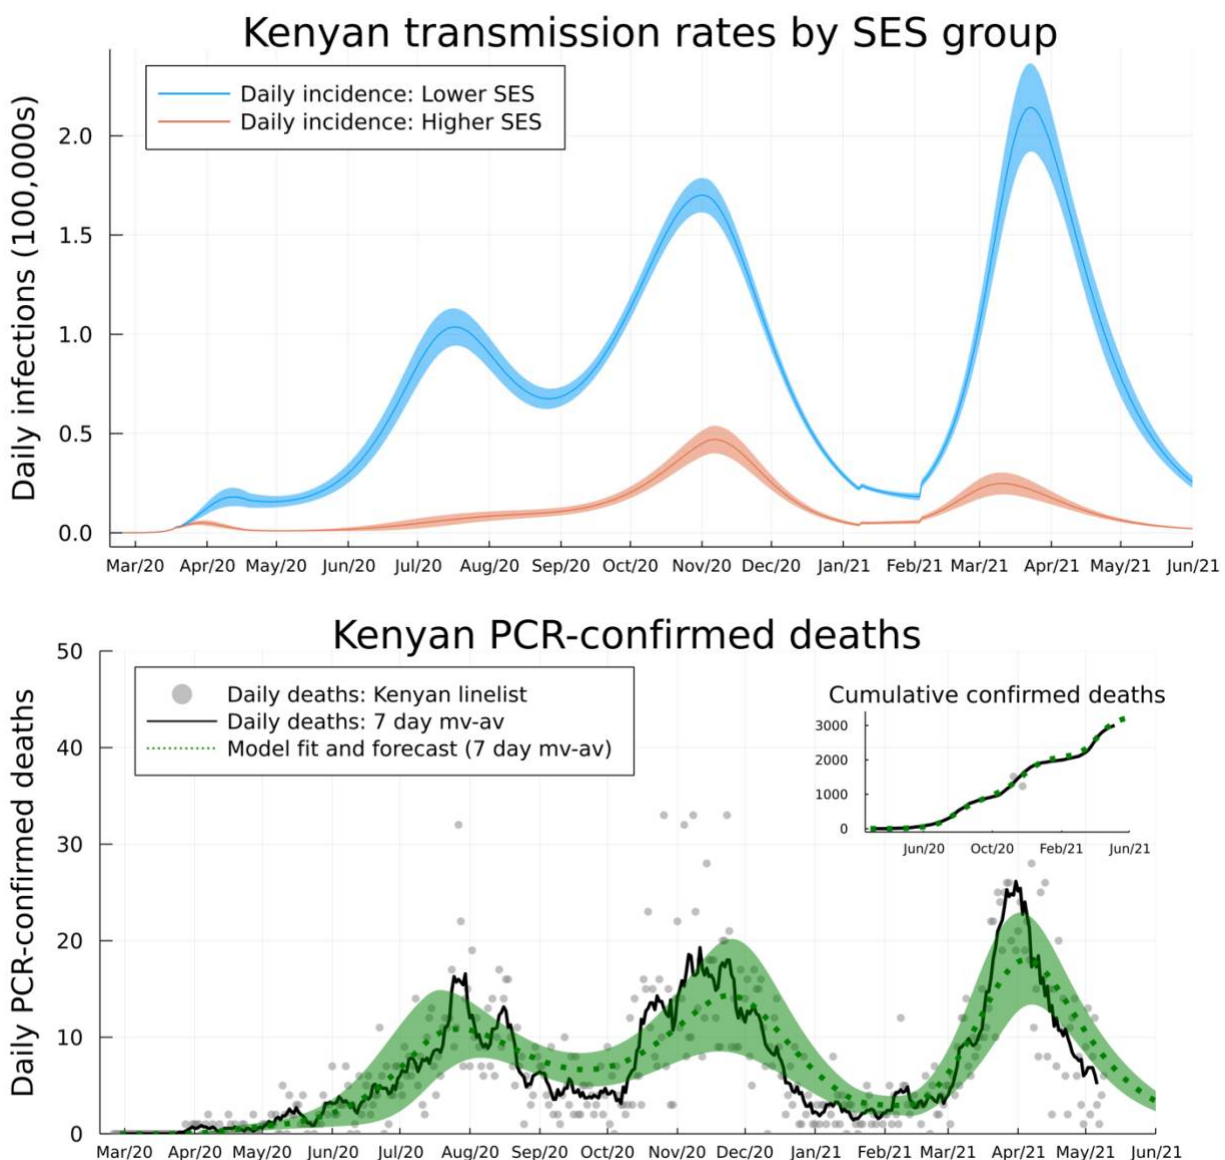 Kenyan transmission rates by SES group
Daily incidence: Lower SES
Daily incidence: Higher SES
Daily infections (100,000s)
2.0
1.5
1.0
0.5
0.0
Mar/20 Apr/20 May/20 Jun/20 Jul/20 Aug/20 Sep/20 Oct/20 Nov/20 Dec/20 Jan/21 Feb/21 Mar/21 Apr/21 May/21 Jun/21
Kenyan PCR-confirmed deaths
Daily deaths: Kenyan linelist
Daily deaths: 7 day mv-av
Model fit and forecast (7 day mv-av)
Daily PCR-confirmed deaths
50
40
30
20
10
0
Cumulative confirmed deaths
3000
2000
1000
0
Jun/20 Oct/20 Feb/21 Jun/21
Mar/20 Apr/20 May/20 Jun/20 Jul/20 Aug/20 Sep/20 Oct/20 Nov/20 Dec/20 Jan/21 Feb/21 Mar/21 Apr/21 May/21 Jun/21